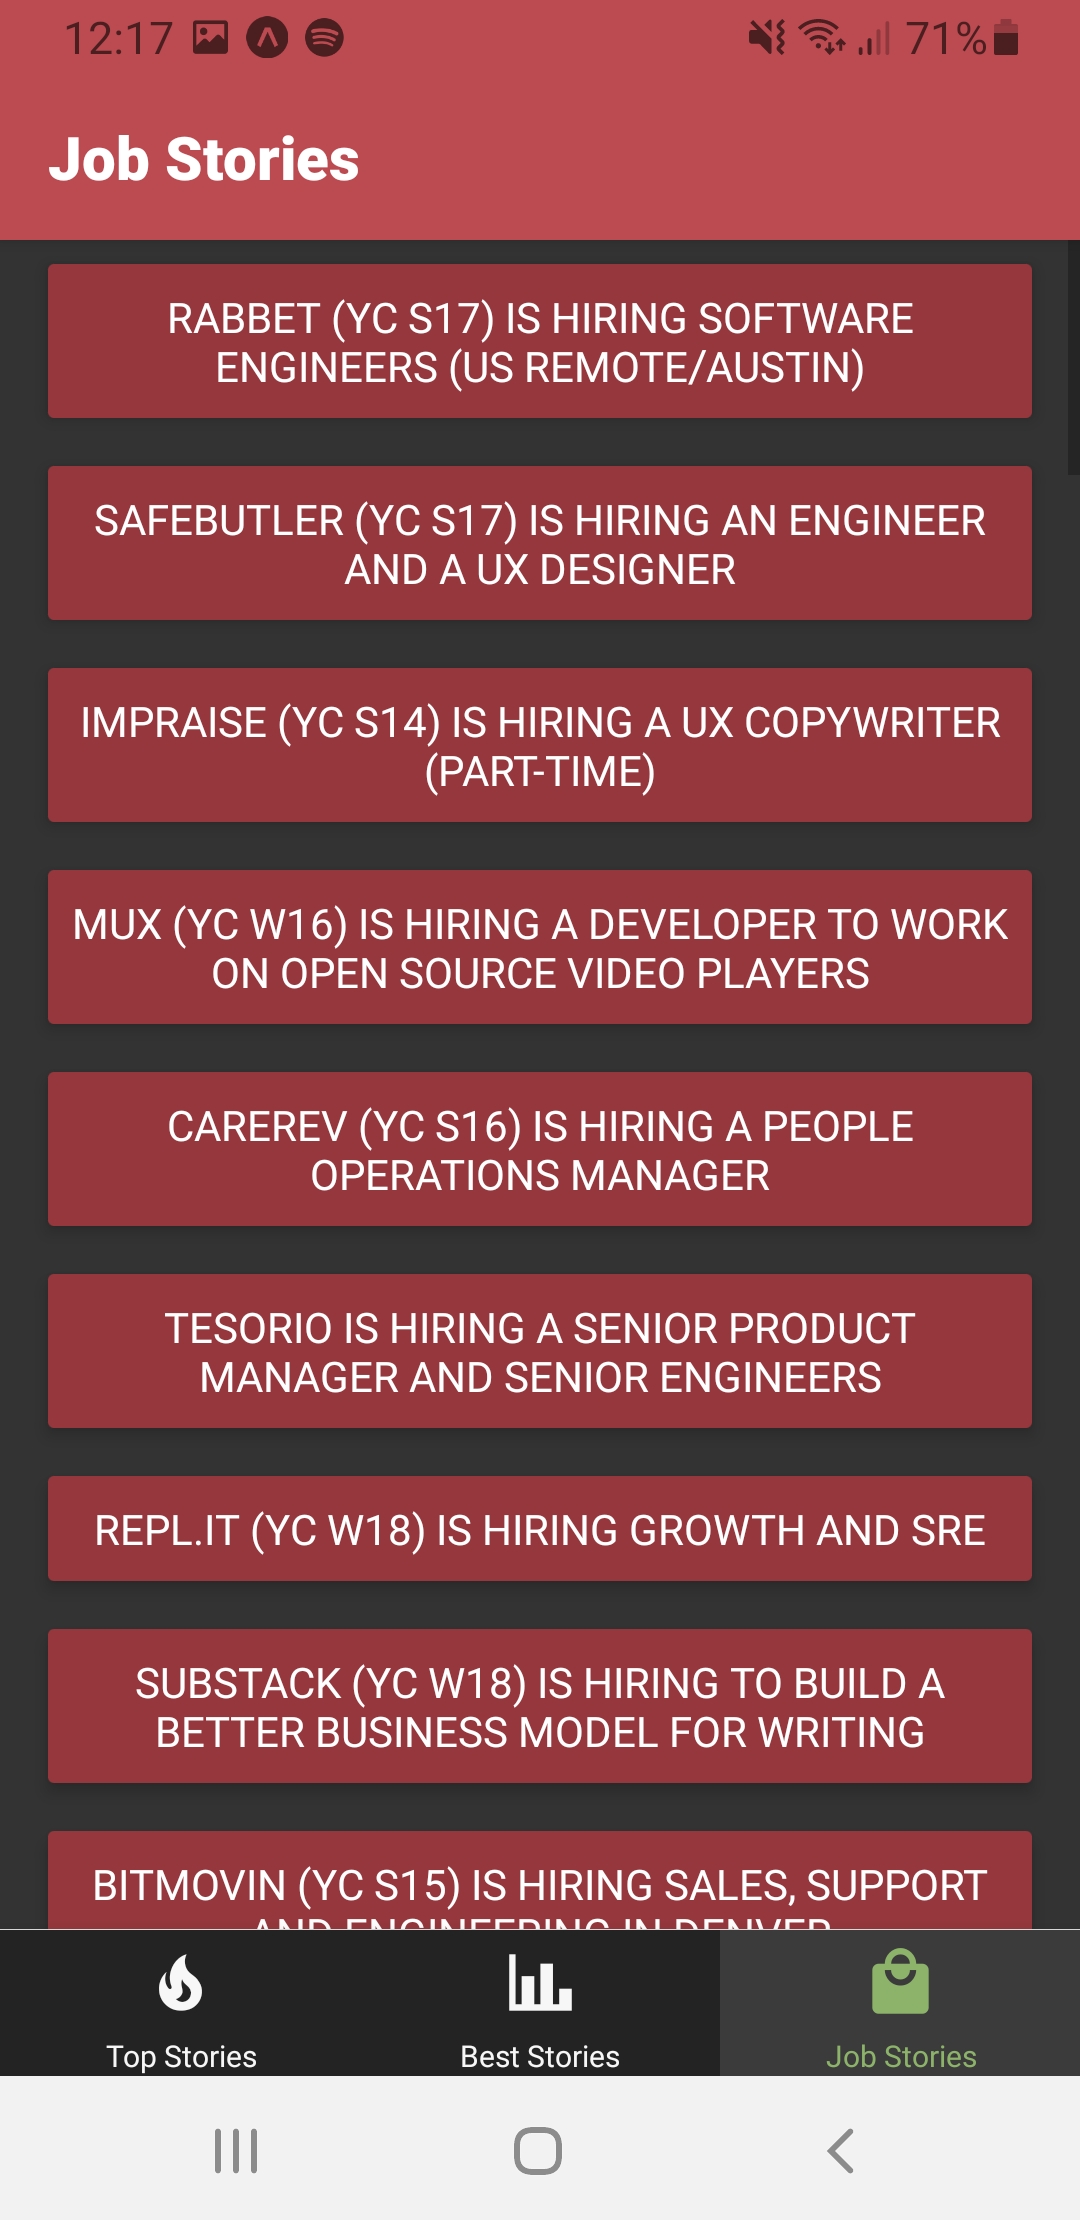 12:17
71%
Job Stories
RABBET (YC S17) IS HIRING SOFTWARE
ENGINEERS (US REMOTE/AUSTIN)
SAFEBUTLER (YC S17) IS HIRING AN ENGINEER
AND A UX DESIGNER
IMPRAISE (YC S14) IS HIRING A UX COPYWRITER
(PART-TIME)
MUX (YC W16) IS HIRING A DEVELOPER TO WORK
ON OPEN SOURCE VIDEO PLAYERS
CAREREV (YC S16) IS HIRING A PEOPLE
OPERATIONS MANAGER
TESORIO IS HIRING A SENIOR PRODUCT
MANAGER AND SENIOR ENGINEERS
REPL.IT (YC W18) IS HIRING GROWTH AND SRE
SUBSTACK (YC W18) IS HIRING TO BUILD A
BETTER BUSINESS MODEL FOR WRITING
BITMOVIN (YC S15) IS HIRING SALES, SUPPORT
AND ENGINEERING IN DENVER
Top Stories
Best Stories
Job Stories